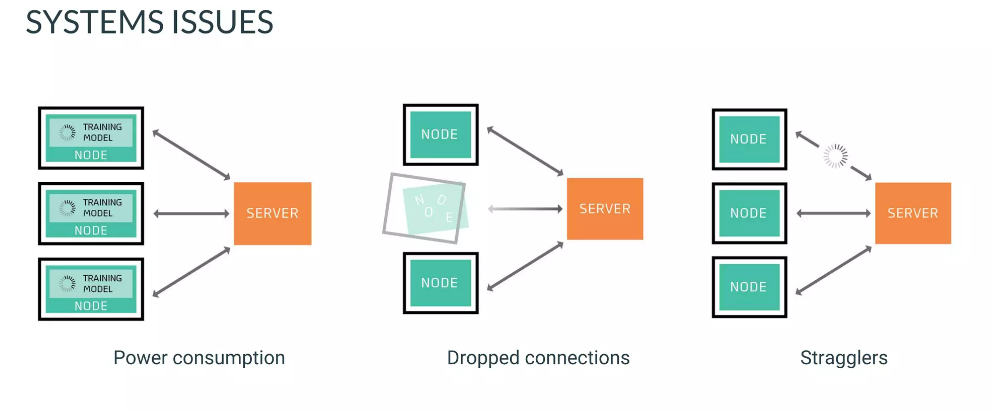 SYSTEMS ISSUES
TRAINING
MODEL
NODE
TRAINING
MODEL
NODE
TRAINING
MODEL
NODE
SERVER
Power consumption
NODE
NODE
NODE
SERVER
Dropped connections
NODE
NODE
NODE
SERVER
Stragglers